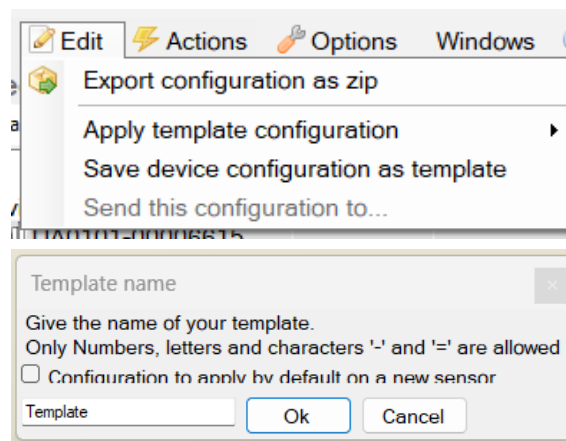 Edit Actions Options Windows
Export configuration as zip
Apply template configuration
Save device configuration as template
Send this configuration to...
Template name
Give the name of your template.
Only Numbers, letters and characters '-' and '=' are allowed
Configuration to apply by default on a new sensor
Template
Ok Cancel